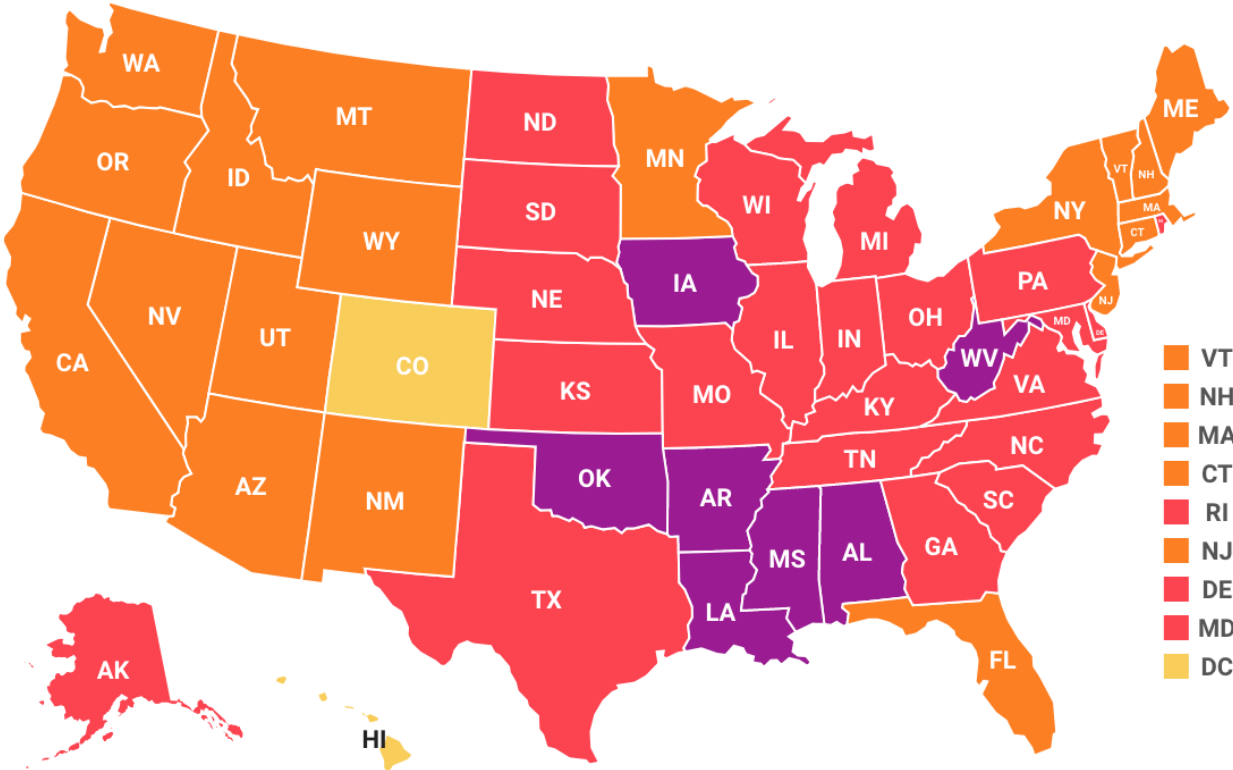 WA
MT
ND
MN
ME
OR
ID
SD
WI
MI
VT
NH
NY
MA
CT
WY
NE
IA
PA
NJ
NV
UT
CO
CA
KS
MO
IL
IN
OH
WV
MD
DE
VA
KY
AZ
NM
OK
AR
TN
NC
SC
TX
LA
MS
AL
GA
FL
AK
HI
VT
NH
MA
CT
RI
NJ
DE
MD
DC